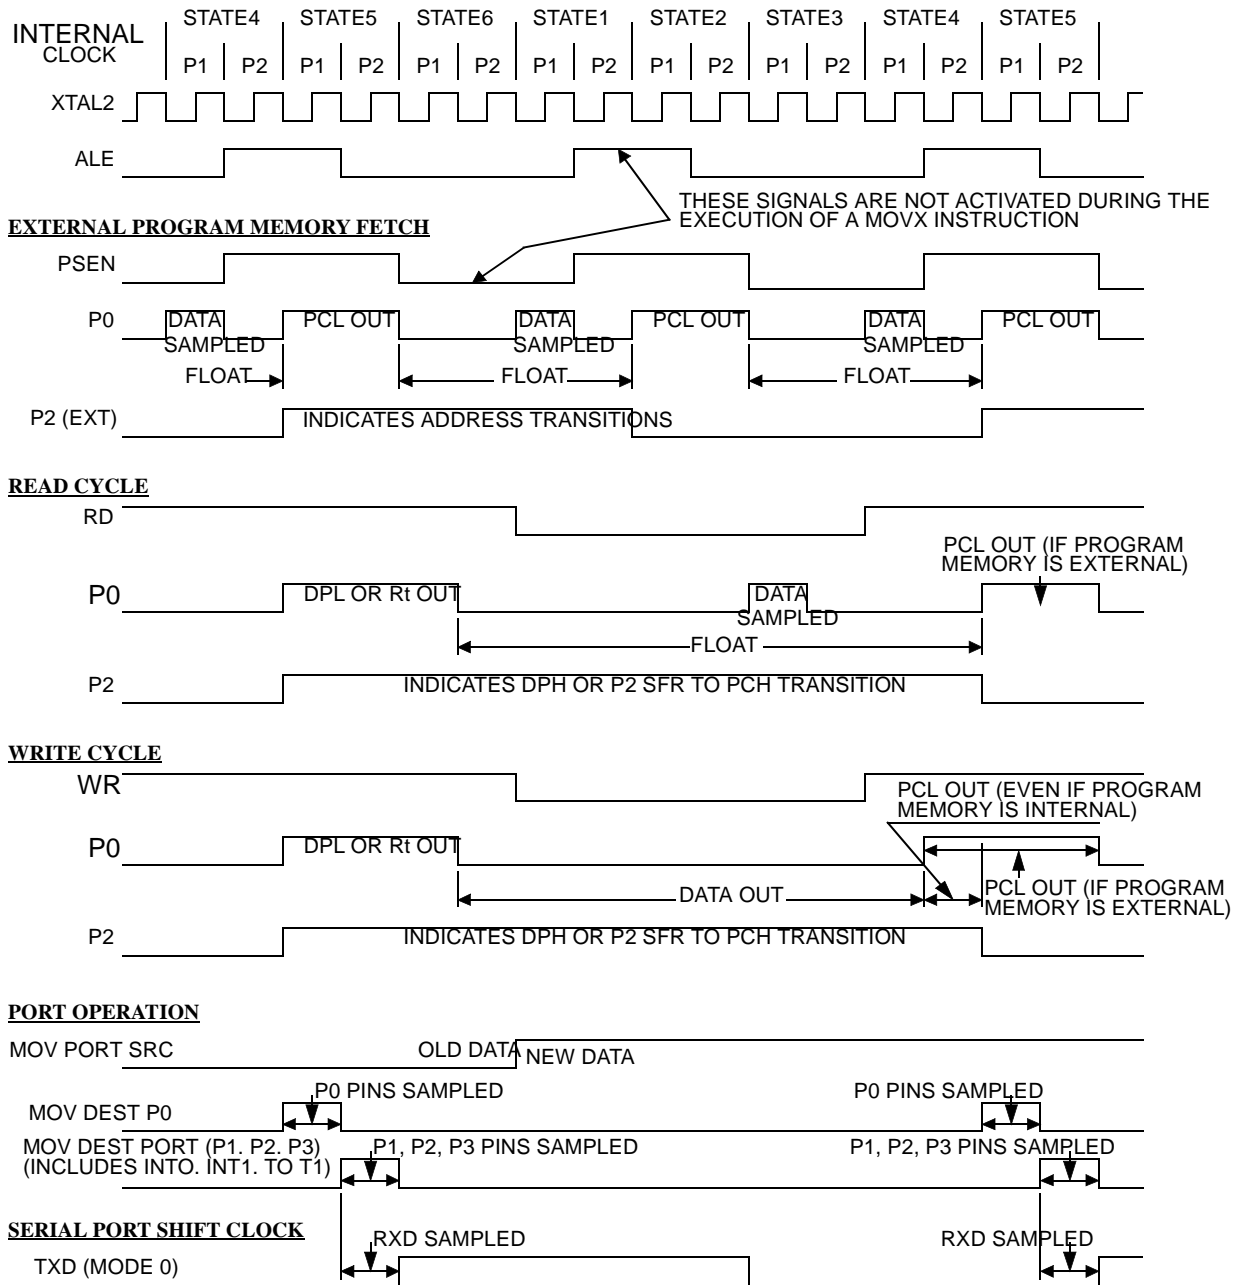 STATE4 STATE5 STATE6 STATE1 STATE2 STATE3 STATE4 STATE5
INTERNAL
CLOCK
P1 P2 P1 P2 P1 P2 P1 P2 P1 P2 P1 P2 P1 P2 P1 P2
XTAL2
ALE
THESE SIGNALS ARE NOT ACTIVATED DURING THE
EXECUTION OF A MOVX INSTRUCTION
EXTERNAL PROGRAM MEMORY FETCH
PSEN
P0 DATA PCL OUT DATA PCL OUT DATA PCL OUT
SAMPLED SAMPLED SAMPLED
FLOAT FLOAT FLOAT
P2 (EXT) INDICATES ADDRESS TRANSITIONS
READ CYCLE
RD
PCL OUT (IF PROGRAM
MEMORY IS EXTERNAL)
P0 DPL OR Rt OUT DATA
SAMPLED
FLOAT
P2 INDICATES DPH OR P2 SFR TO PCH TRANSITION
WRITE CYCLE
WR
PCL OUT (EVEN IF PROGRAM
MEMORY IS INTERNAL)
P0 DPL OR Rt OUT
DATA OUT
PCL OUT (IF PROGRAM
MEMORY IS EXTERNAL)
P2 INDICATES DPH OR P2 SFR TO PCH TRANSITION
PORT OPERATION
MOV PORT SRC OLD DATA NEW DATA
P0 PINS SAMPLED P0 PINS SAMPLED
MOV DEST P0
MOV DEST PORT (P1. P2. P3) P1, P2, P3 PINS SAMPLED P1, P2, P3 PINS SAMPLED
(INCLUDES INTO. INT1. TO T1)
SERIAL PORT SHIFT CLOCK
RXD SAMPLED RXD SAMPLED
TXD (MODE 0)